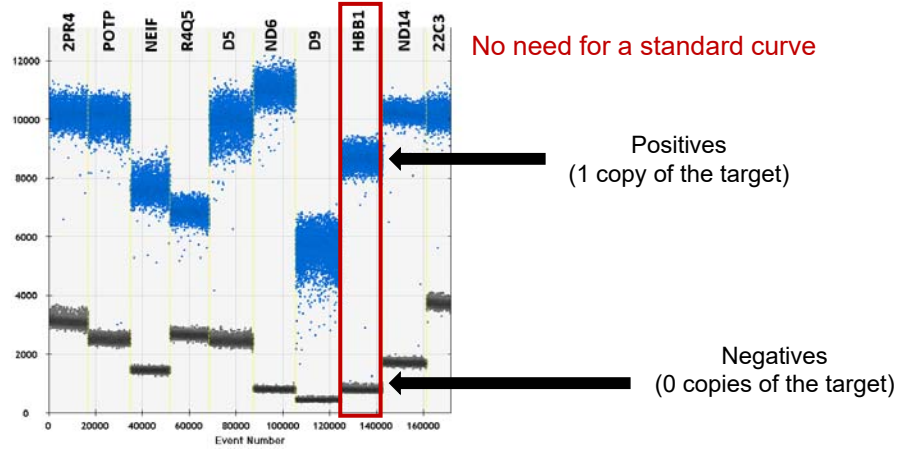 2PR4 POTP NEIF R4Q5 D5 ND6 D9 HBB1 ND14 22C3
No need for a standard curve
12000
10000
Positives
(1 copy of the target)
8000
6000
4000
2000
Negatives
(0 copies of the target)
0
0 20000 40000 60000 80000 100000 120000 140000 160000
Event Number